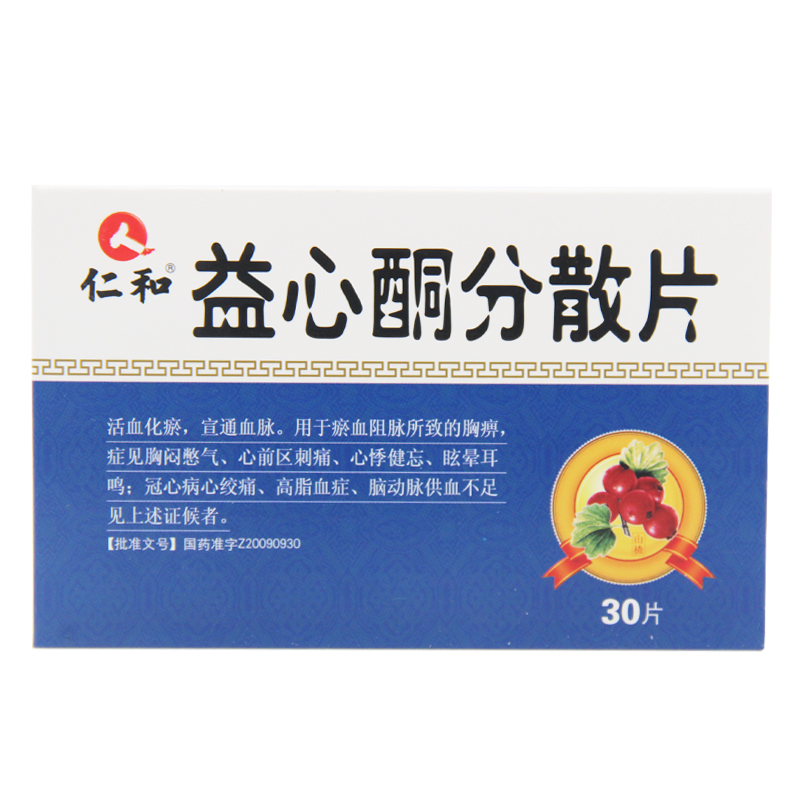 仁和®
益心酮分散片
活血化瘀，宣通血脉。用于瘀血阻脉所致的胸痹，
症见胸闷憋气、心前区刺痛、心悸健忘、眩晕耳
鸣；冠心病心绞痛、高脂血症、脑动脉供血不足
见上述证候者。
【批准文号】国药准字Z20090930
山楂
30片